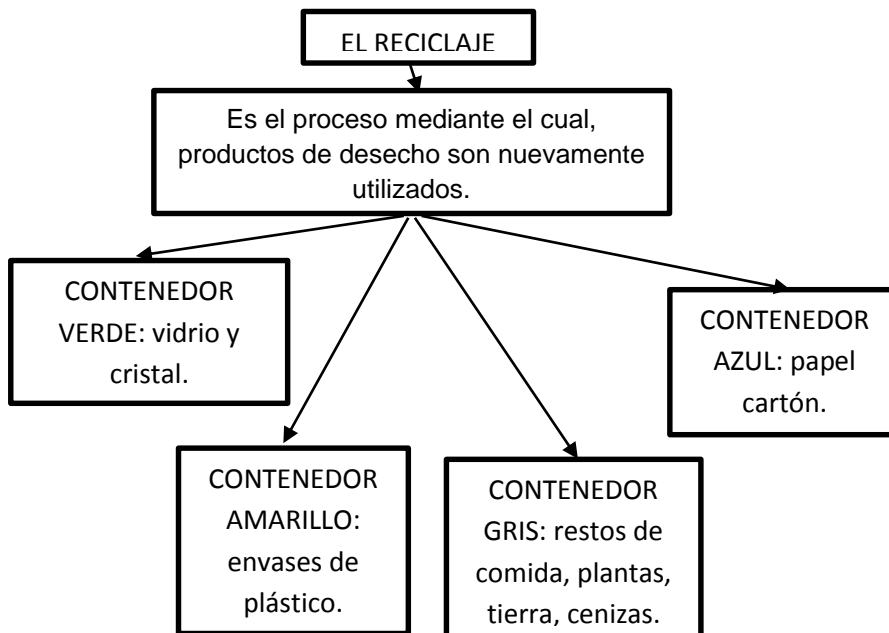 EL RECICLAJE
Es el proceso mediante el cual,
productos de desecho son nuevamente
utilizados.
CONTENEDOR
VERDE: vidrio y
cristal.
CONTENEDOR
AZUL: papel
cartón.
CONTENEDOR
AMARILLO:
envases de
plástico.
CONTENEDOR
GRIS: restos de
comida, plantas,
tierra, cenizas.